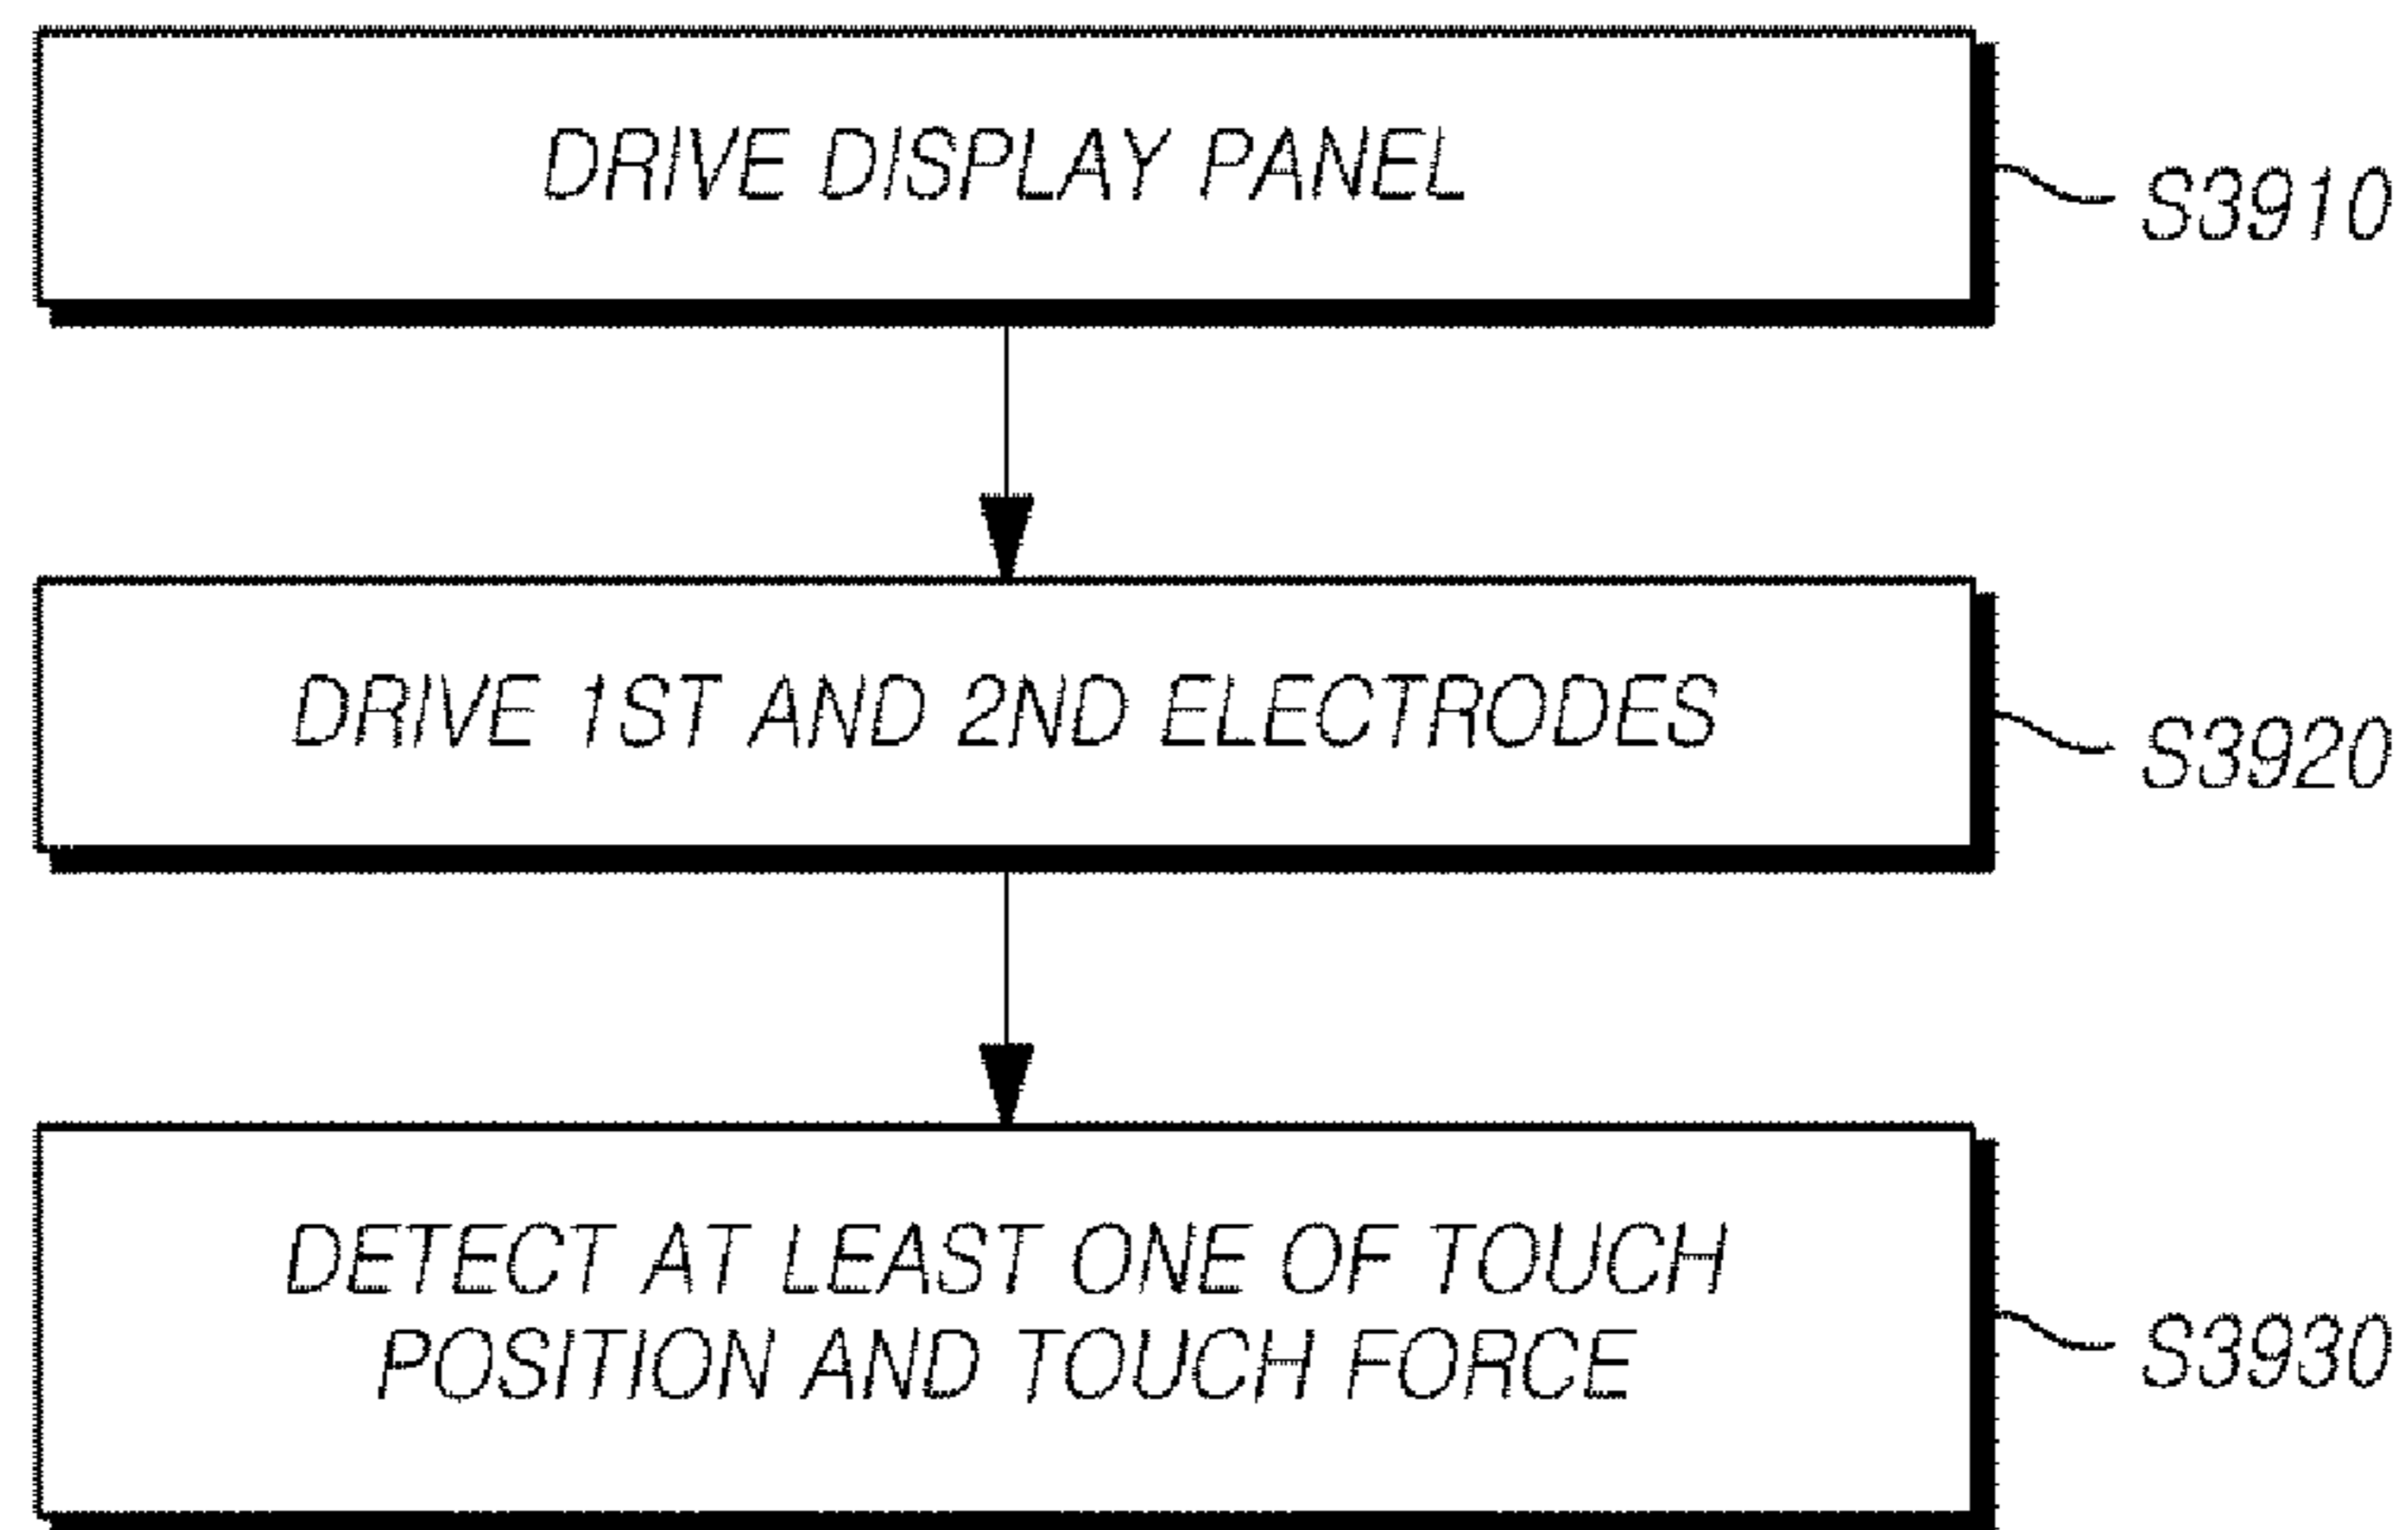 DRIVE DISPLAY PANEL
S3910
DRIVE 1ST AND 2ND ELECTRODES
S3920
DETECT AT LEAST ONE OF TOUCH
POSITION AND TOUCH FORCE
S3930